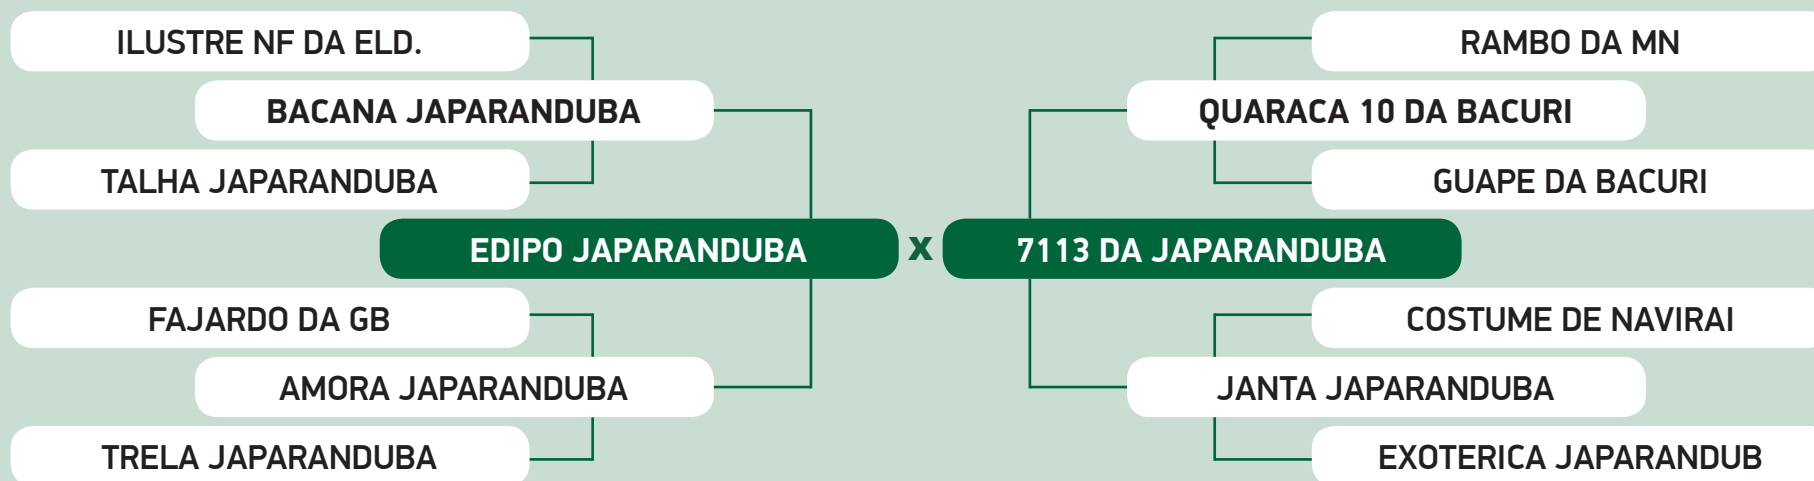 ILUSTRE NF DA ELD.
RAMBO DA MN
BACANA JAPARANDUBA
QUARACA 10 DA BACURI
TALHA JAPARANDUBA
GUAPE DA BACURI
EDIPO JAPARANDUBA X 7113 DA JAPARANDUBA
FAJARDO DA GB
COSTUME DE NAVIRAI
AMORA JAPARANDUBA
JANTA JAPARANDUBA
TRELA JAPARANDUBA
EXOTERICA JAPARANDUB